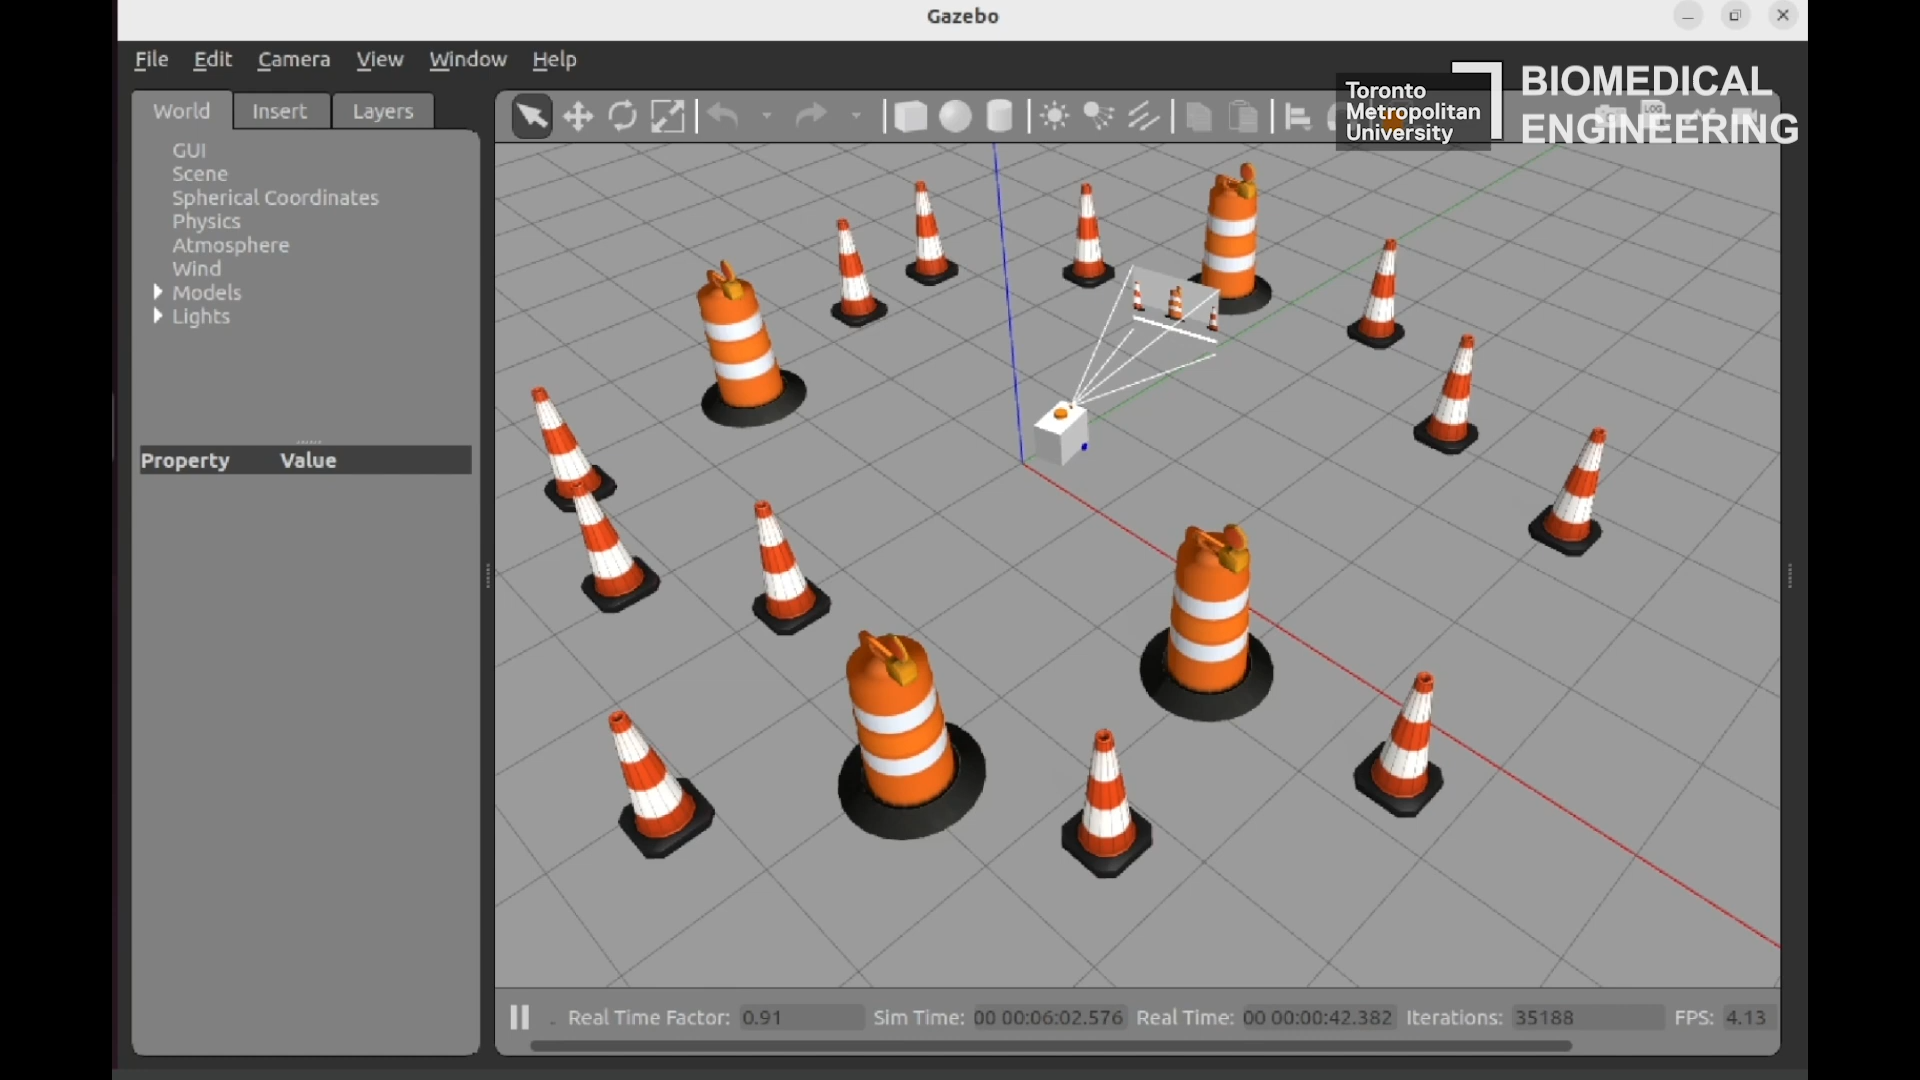 Gazebo
File Edit Camera View Window Help
Toronto
Metropolitan
University
BIOMEDICAL
ENGINEERING
World Insert Layers
LOG
GUI
Scene
Spherical Coordinates
Physics
Atmosphere
Wind
Models
Lights
Property Value
Real Time Factor: 0.91 Sim Time: 00 00:06:02.576 Real Time: 00 00:00:42.382 Iterations: 35188 FPS: 4.13